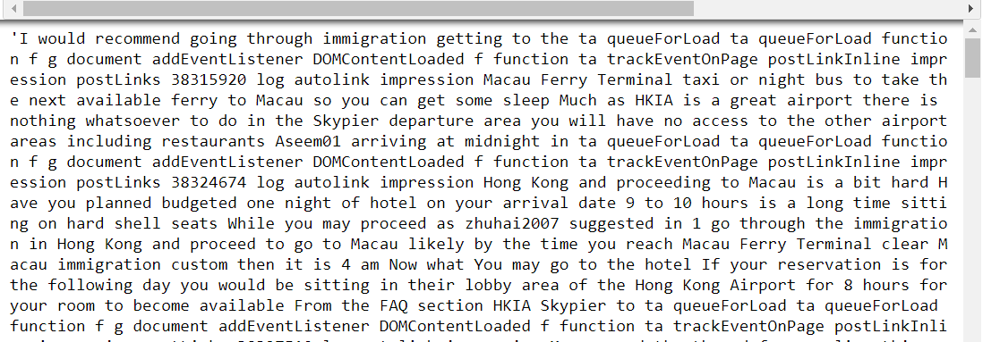 'I would recommend going through immigration getting to the ta queueForLoad ta queueForLoad functio
n f g document addEventListener DOMContentLoaded f function ta trackEventOnPage postLinkInline impr
ession postLinks 38315920 log autolink impression Macau Ferry Terminal taxi or night bus to take th
e next available ferry to Macau so you can get some sleep Much as HKIA is a great airport there is
nothing whatsoever to do in the Skypier departure area you will have no access to the other airport
areas including restaurants Aseem01 arriving at midnight in ta queueForLoad ta queueForLoad functio
n f g document addEventListener DOMContentLoaded f function ta trackEventOnPage postLinkInline impr
ession postLinks 38324674 log autolink impression Hong Kong and proceeding to Macau is a bit hard H
ave you planned budgeted one night of hotel on your arrival date 9 to 10 hours is a long time sitti
ng on hard shell seats While you may proceed as zhuhai2007 suggested in 1 go through the immigratio
n in Hong Kong and proceed to go to Macau likely by the time you reach Macau Ferry Terminal clear M
acau immigration custom then it is 4 am Now what You may go to the hotel If your reservation is for
the following day you would be sitting in their lobby area of the Hong Kong Airport for 8 hours for
your room to become available From the FAQ section HKIA Skypier to ta queueForLoad ta queueForLoad
function f g document addEventListener DOMContentLoaded f function ta trackEventOnPage postLinkInli